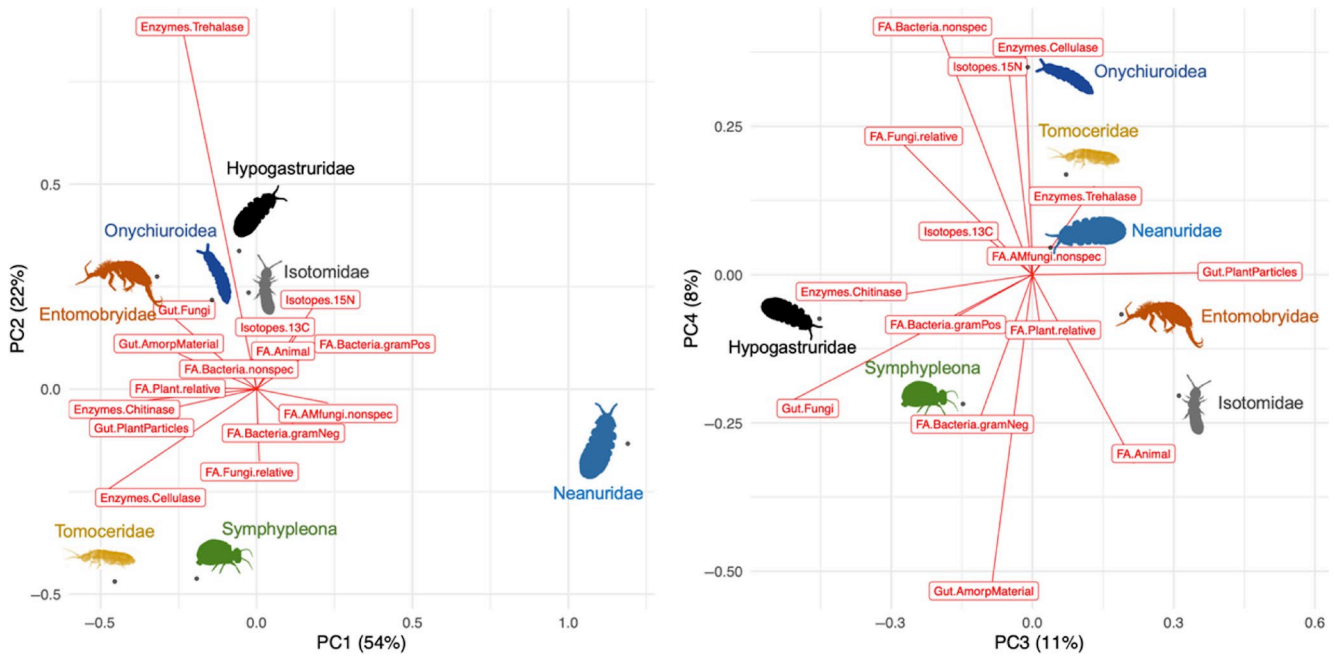 Enzymes.Trehalase
0.5
Hypogastruridae
Onychiuroidea
Isotomidae
Entomobryidae
Gut.Fungi
Isotopes.15N
Isotopes.13C
Gut.AmorpMaterial
FA.Animal
FA.Bacteria.gramPos
FA.Bacteria.nonspec
0.0
FA.Plant.relative
Enzymes.Chitinase
FA.AMfungi.nonspec
Gut.PlantParticles
FA.Bacteria.gramNeg
FA.Fungi.relative
Enzymes.Cellulase
Neanuridae
Tomoceridae
Symphypleona
−0.5
−0.5
0.0
0.5
1.0
PC1 (54%)
PC2 (22%)
FA.Bacteria.nonspec
Enzymes.Cellulase
Isotopes.15N
Onychiuroidea
0.25
FA.Fungi.relative
Tomoceridae
Enzymes.Trehalase
Isotopes.13C
Neanuridae
FA.AMfungi.nonspec
0.00
Gut.PlantParticles
Enzymes.Chitinase
Entomobryidae
FA.Bacteria.gramPos
FA.Plant.relative
Hypogastruridae
Symphypleona
Gut.Fungi
Isotomidae
−0.25
FA.Bacteria.gramNeg
FA.Animal
−0.50
Gut.AmorpMaterial
−0.3
0.0
0.3
0.6
PC3 (11%)
PC4 (8%)